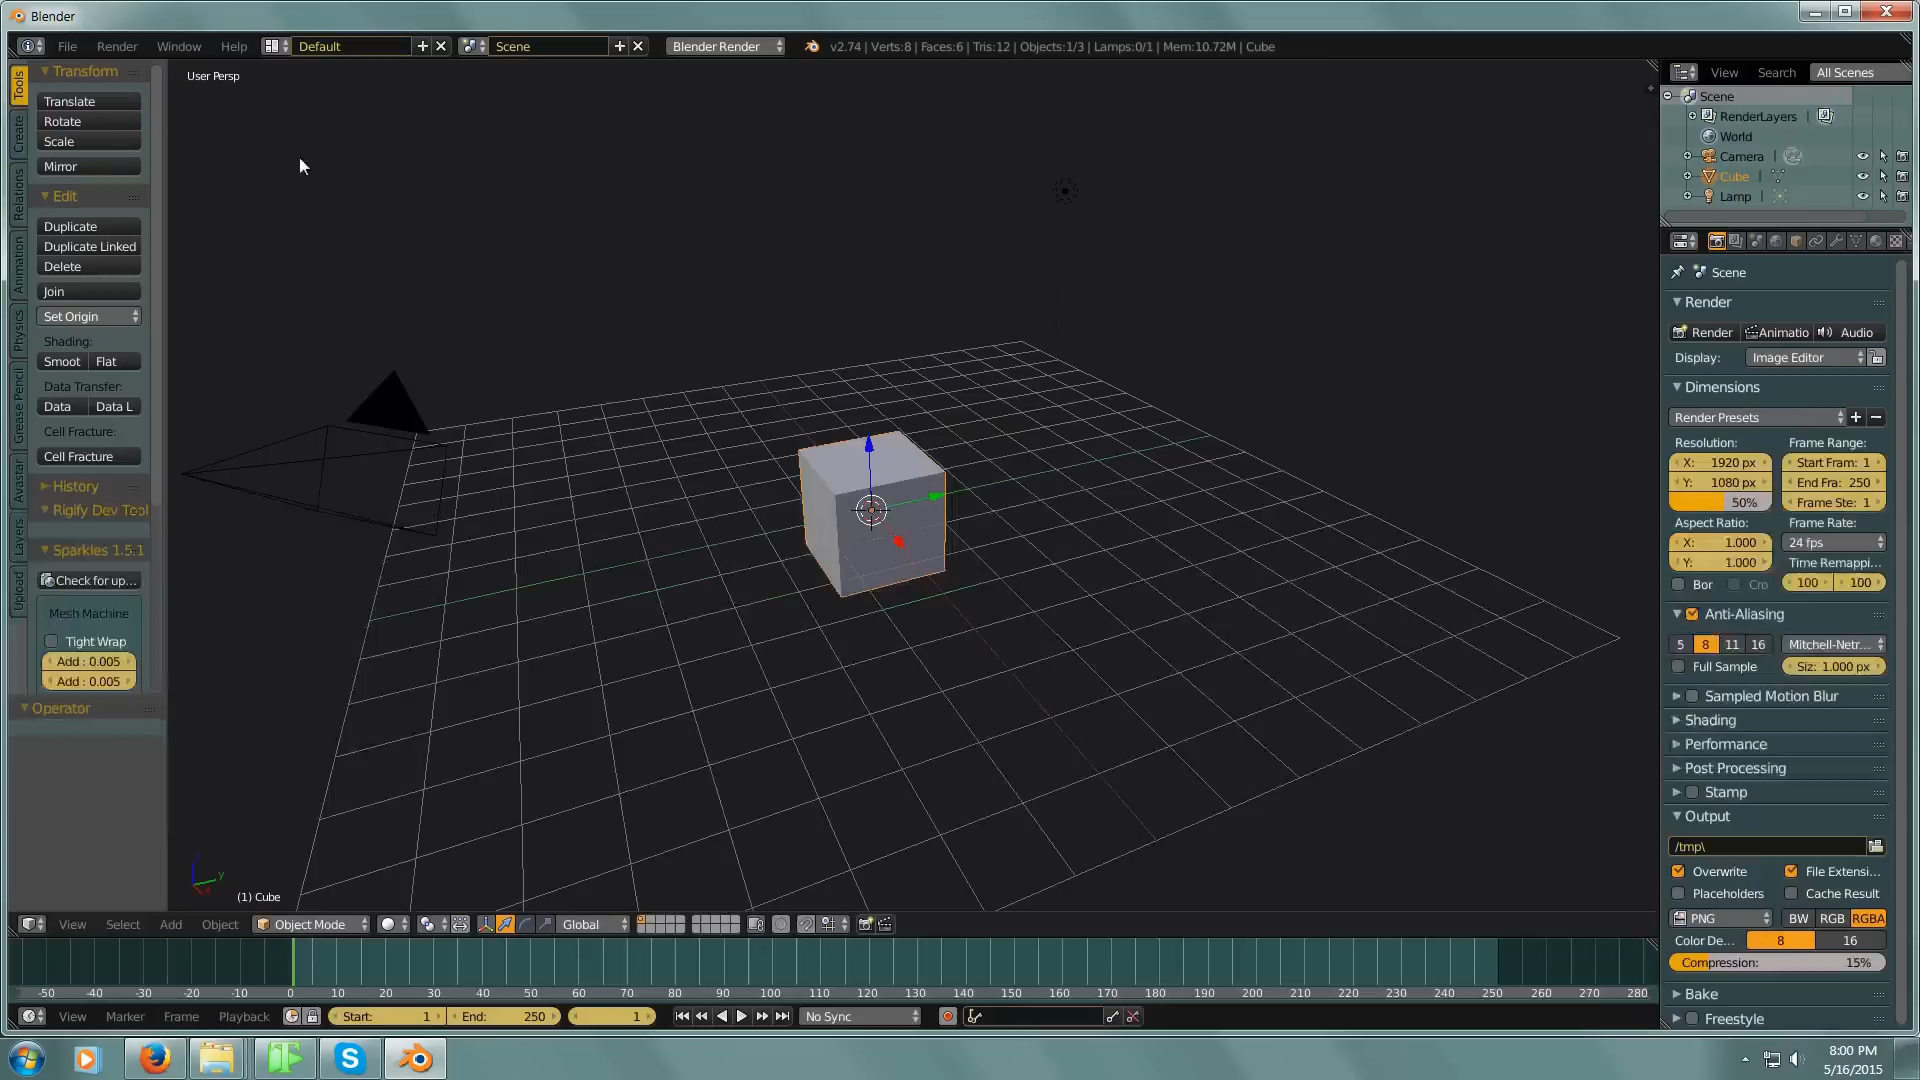 Blender
File Render Window Help Default Scene Blender Render v2.74 | Verts:8 | Faces:6 | Tris:12 | Objects:1/3 | Lamps:0/1 | Mem:10.72M | Cube
Tools
Create
Relations
Animation
Physics
Grease Pencil
Avastar
Layers
Upload
Transform
Translate
Rotate
Scale
Mirror
Edit
Duplicate
Duplicate Linked
Delete
Join
Set Origin
Shading:
Smoot Flat
Data Transfer:
Data Data L
Cell Fracture:
Cell Fracture
History
Rigify Dev Tool
Sparkles 1.5.1
Check for up...
Mesh Machine
Tight Wrap
Add : 0.005
Add : 0.005
Operator
User Persp
z
y
(1) Cube
View Select Add Object Object Mode Global
-50 -40 -30 -20 -10 0 10 20 30 40 50 60 70 80 90 100 110 120 130 140 150 160 170 180 190 200 210 220 230 240 250 260 270 280
View Marker Frame Playback Start: 1 End: 250 1 No Sync
View Search All Scenes
Scene
RenderLayers
World
Camera
Cube
Lamp
Scene
Render
Render Animatio Audio
Display: Image Editor
Dimensions
Render Presets
Resolution: Frame Range:
X: 1920 px Start Fram: 1
Y: 1080 px End Fra: 250
50% Frame Ste: 1
Aspect Ratio: Frame Rate:
X: 1.000 24 fps
Y: 1.000 Time Remappi...
Bor Cro 100 100
Anti-Aliasing
5 8 11 16 Mitchell-Netr...
Full Sample Siz: 1.000 px
Sampled Motion Blur
Shading
Performance
Post Processing
Stamp
Output
/tmp\
Overwrite File Extensi...
Placeholders Cache Result
PNG BW RGB RGBA
Color De... 8 16
Compression: 15%
Bake
Freestyle
8:00 PM
5/16/2015